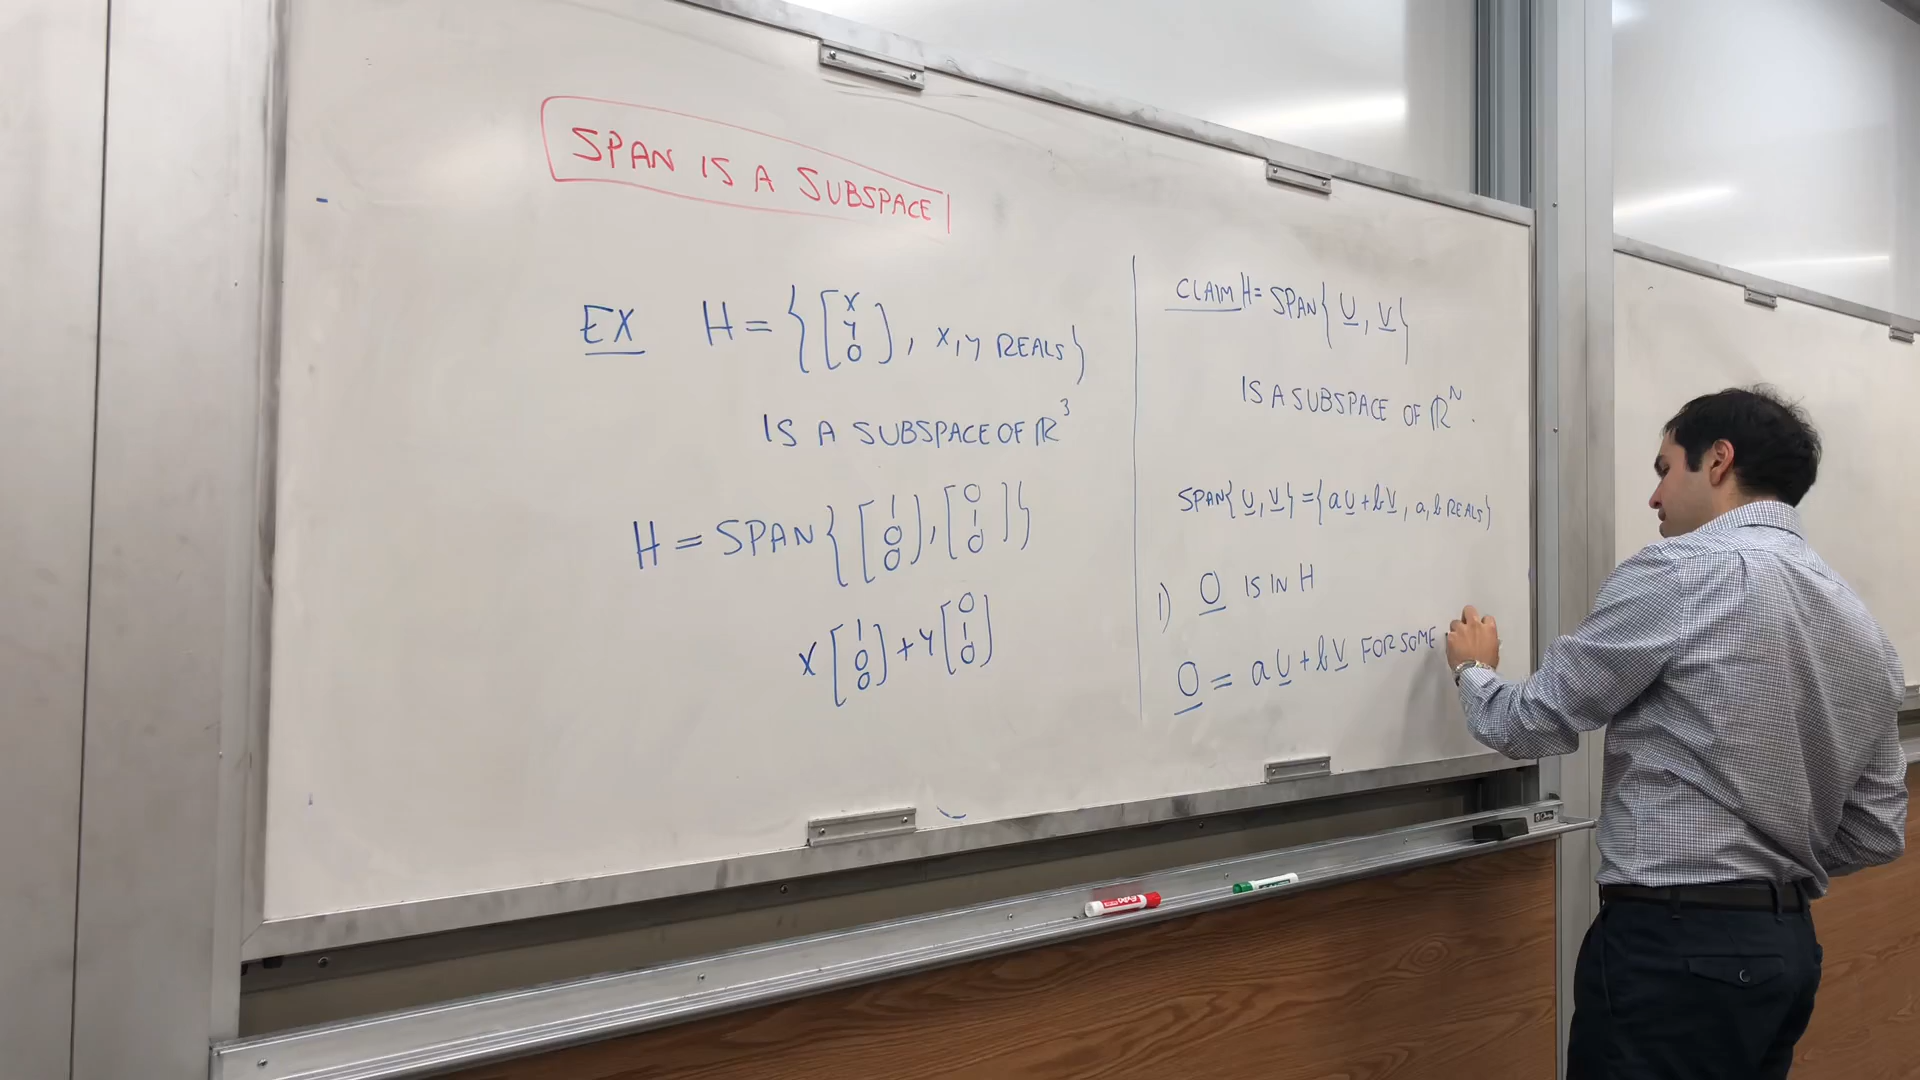 SPAN IS A SUBSPACE
EX H = { [ x y 0 ], x, y REALS }
IS A SUBSPACE OF ℝ³
H = SPAN { [ 1 0 0 ], [ 0 1 0 ] }
x [ 1 0 0 ] + y [ 0 1 0 ]
CLAIM H = SPAN { u, v }
IS A SUBSPACE OF ℝᴺ.
SPAN { u, v } = { au + bv, a, b REALS }
1) 0 IS IN H
0 = au + bv FOR SOME